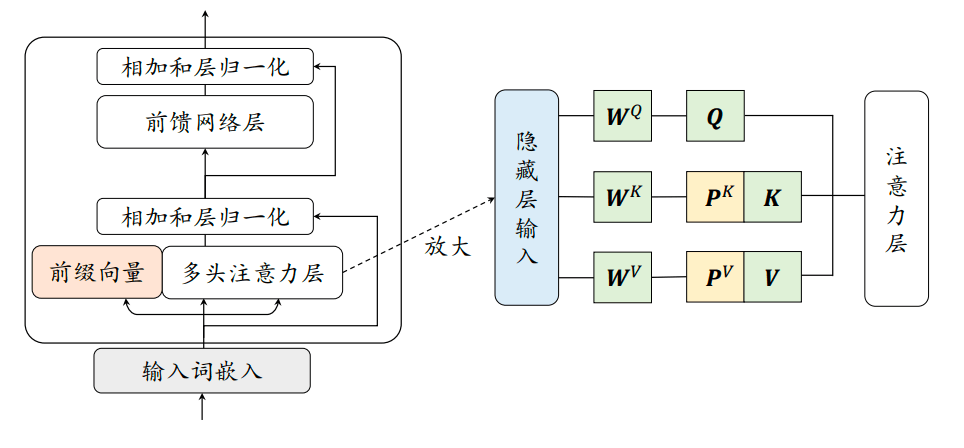 相加和层归一化
前馈网络层
相加和层归一化
前缀向量
多头注意力层
输入词嵌入
放大
隐藏层输入
W^Q
Q
W^K
P^K
K
W^V
P^V
V
注意力层